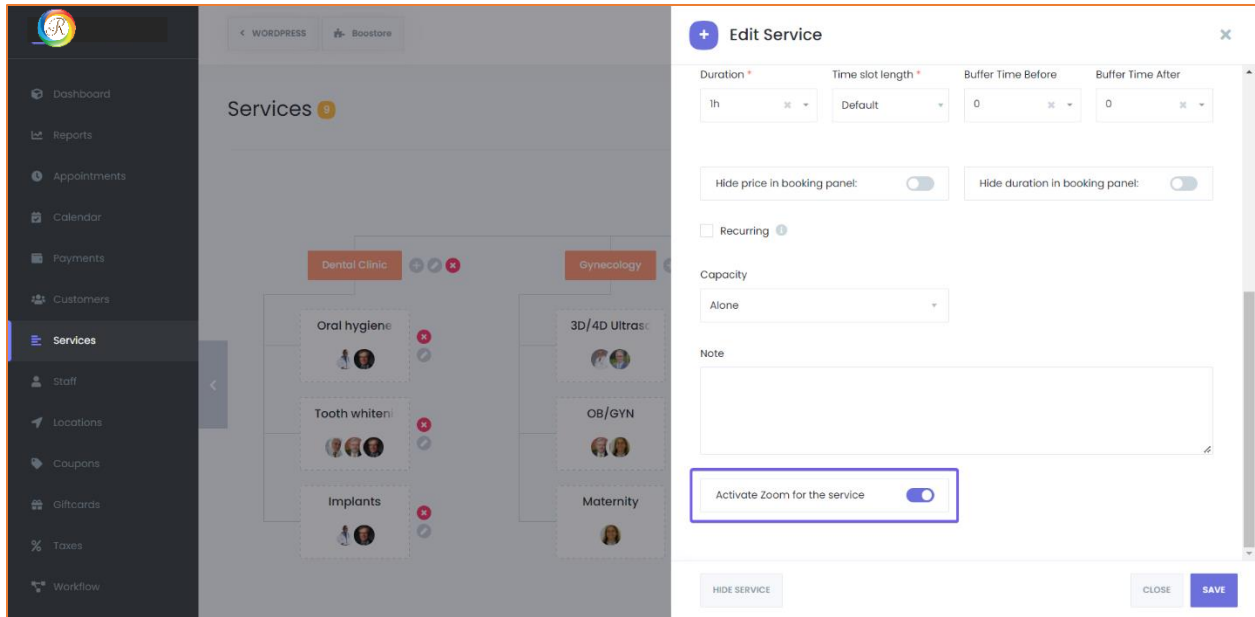 R
< WORDPRESS
Boostore
Dashboard
Reports
Appointments
Calendar
Payments
Customers
Services
Staff
Locations
Coupons
Giftcards
Taxes
Workflow
Services 9
Dental Clinic
Gynecology
Oral hygiene
3D/4D Ultras
Tooth whiteni
OB/GYN
Implants
Maternity
+ Edit Service ×
Duration * Time slot length * Buffer Time Before Buffer Time After
1h Default 0 0
Hide price in booking panel: Hide duration in booking panel:
Recurring i
Capacity
Alone
Note
Activate Zoom for the service
HIDE SERVICE CLOSE SAVE